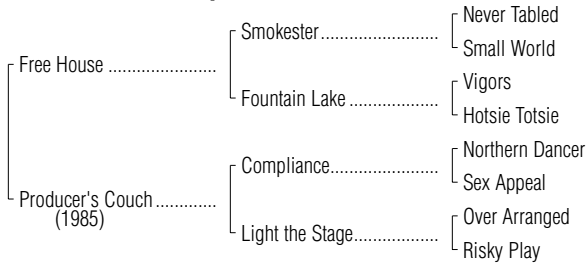 Never Tabled
Smokester
Small World
Free House
Vigors
Fountain Lake
Hotsie Totsie
Northern Dancer
Compliance
Sex Appeal
Producer's Couch
(1985)
Over Arranged
Light the Stage
Risky Play